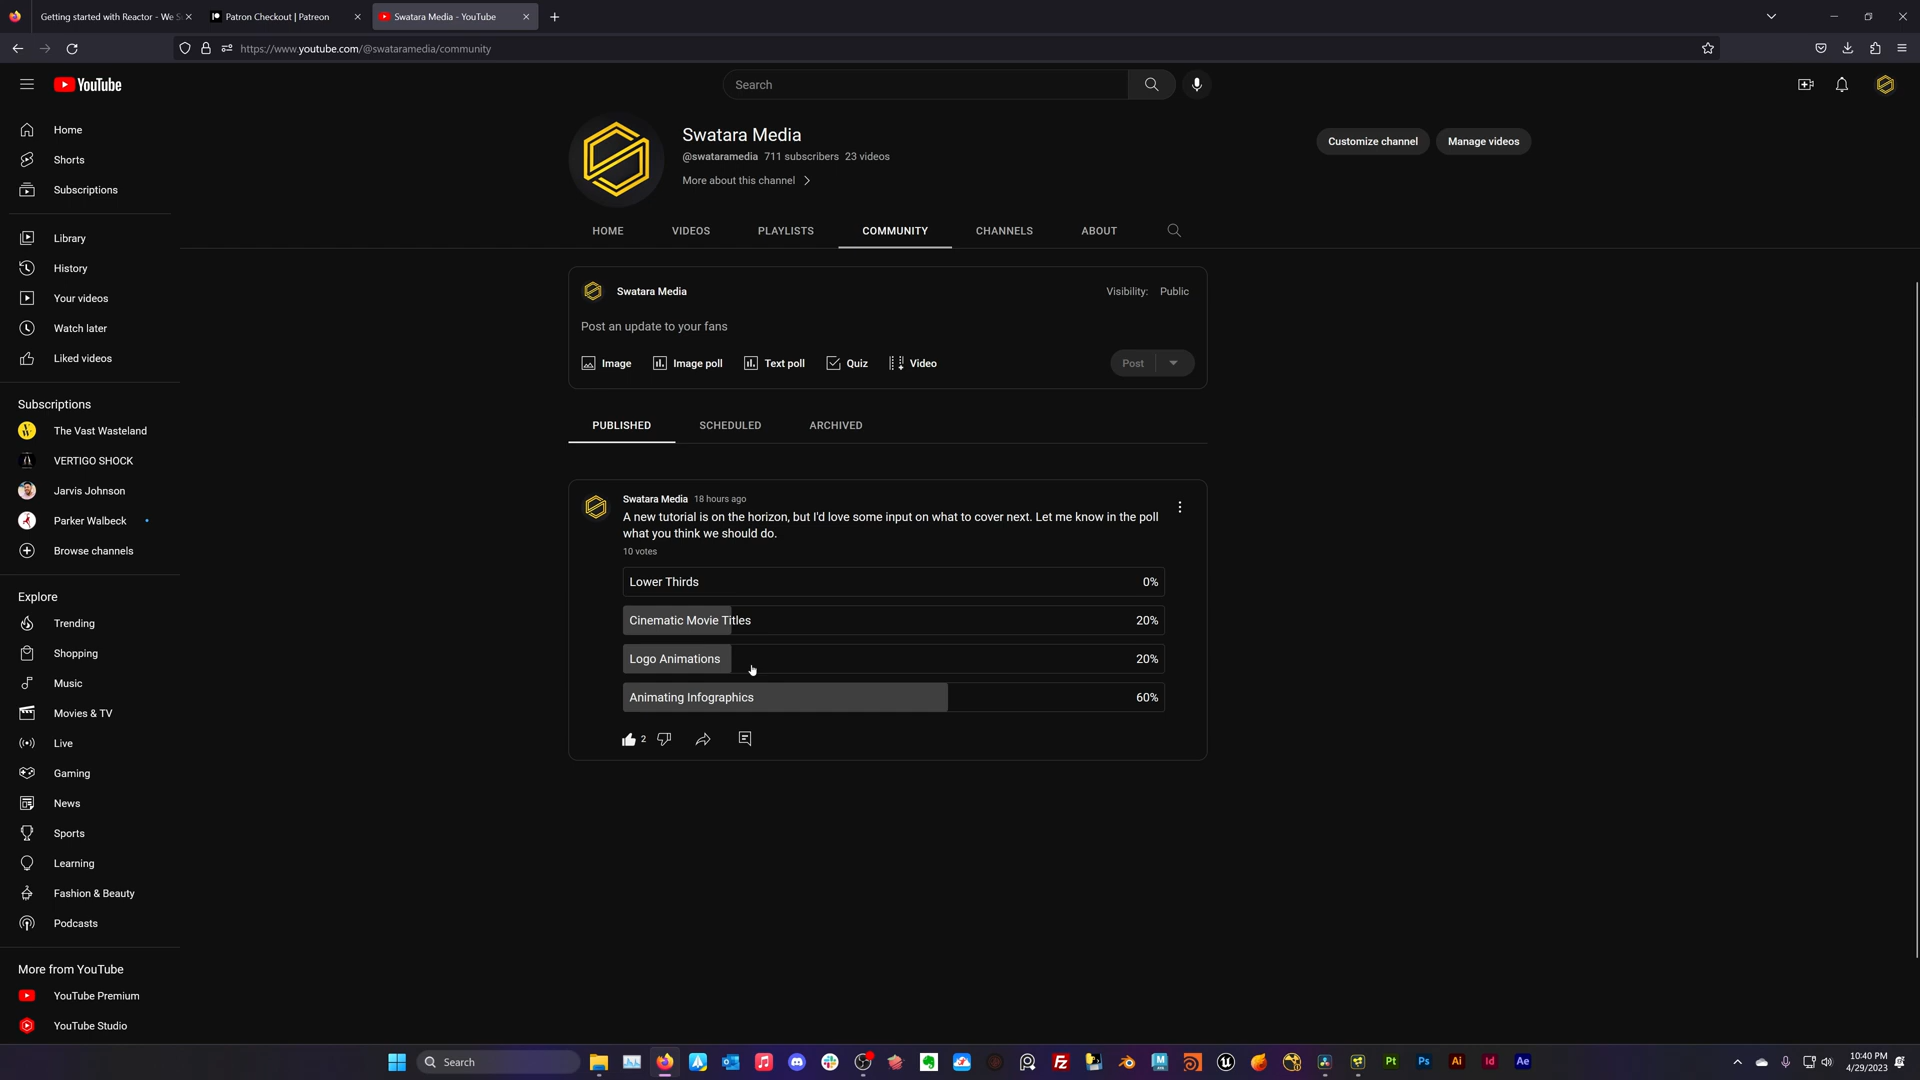 Getting started with Reactor - We S
Patron Checkout | Patreon
Swatara Media - YouTube
https://www.youtube.com/@swataramedia/community
YouTube
Search
Home
Shorts
Subscriptions
Library
History
Your videos
Watch later
Liked videos
Subscriptions
The Vast Wasteland
VERTIGO SHOCK
Jarvis Johnson
Parker Walbeck
Browse channels
Explore
Trending
Shopping
Music
Movies & TV
Live
Gaming
News
Sports
Learning
Fashion & Beauty
Podcasts
More from YouTube
YouTube Premium
YouTube Studio
Swatara Media
@swataramedia 711 subscribers 23 videos
More about this channel
Customize channel
Manage videos
HOME VIDEOS PLAYLISTS COMMUNITY CHANNELS ABOUT
Swatara Media
Visibility: Public
Post an update to your fans
Image Image poll Text poll Quiz Video
Post
PUBLISHED SCHEDULED ARCHIVED
Swatara Media 18 hours ago
A new tutorial is on the horizon, but I'd love some input on what to cover next. Let me know in the poll
what you think we should do.
10 votes
Lower Thirds 0%
Cinematic Movie Titles 20%
Logo Animations 20%
Animating Infographics 60%
2
Search
Pt
Ps
Ai
Id
Ae
10:40 PM
4/29/2023